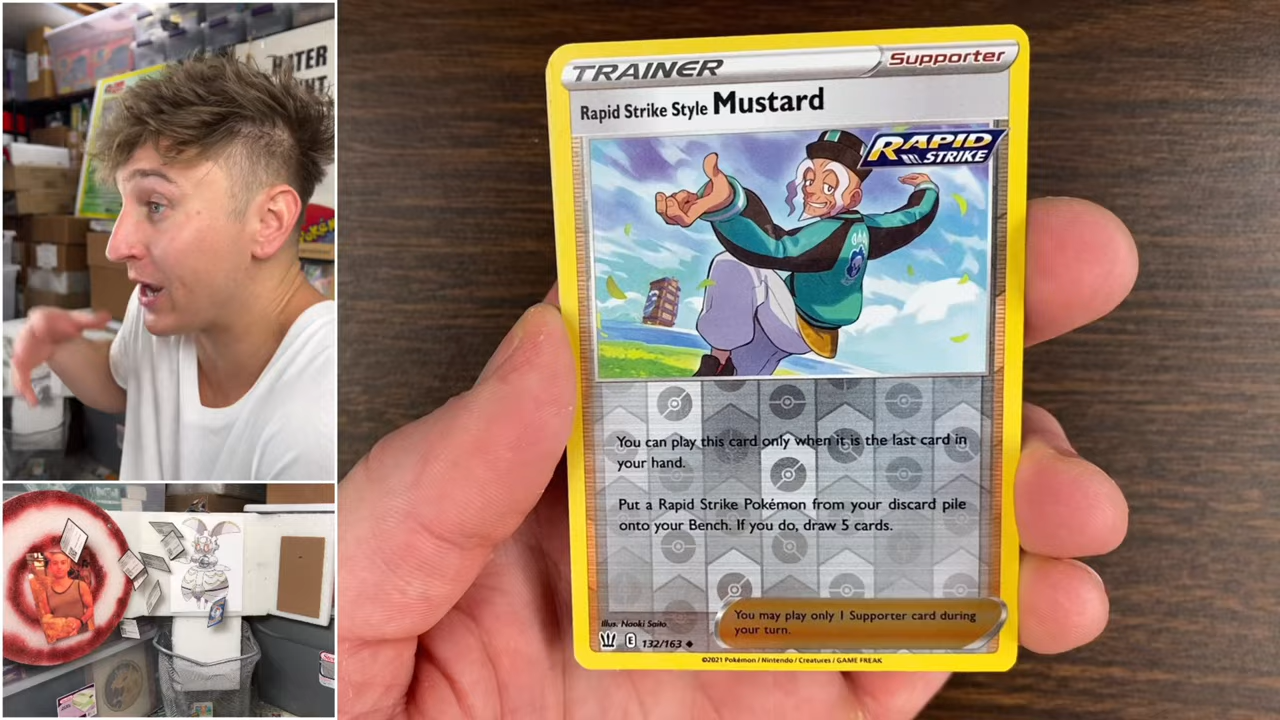 TRAINER
Supporter
Rapid Strike Style Mustard
RAPID
STRIKE
You can play this card only when it is the last card in
your hand.
Put a Rapid Strike Pokémon from your discard pile
onto your Bench. If you do, draw 5 cards.
You may play only 1 Supporter card during
your turn.
Illus. Naoki Saito
E 132/163
©2021 Pokémon / Nintendo / Creatures / GAME FREAK